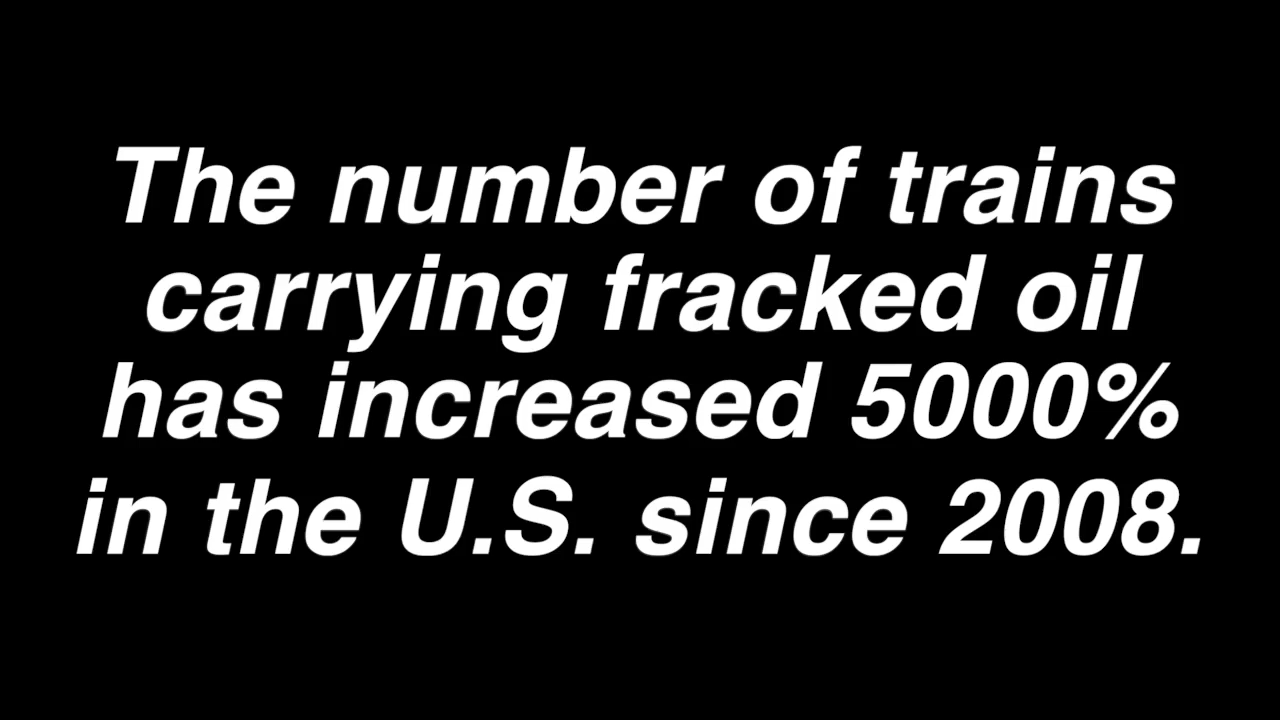 The number of trains
carrying fracked oil
has increased 5000%
in the U.S. since 2008.